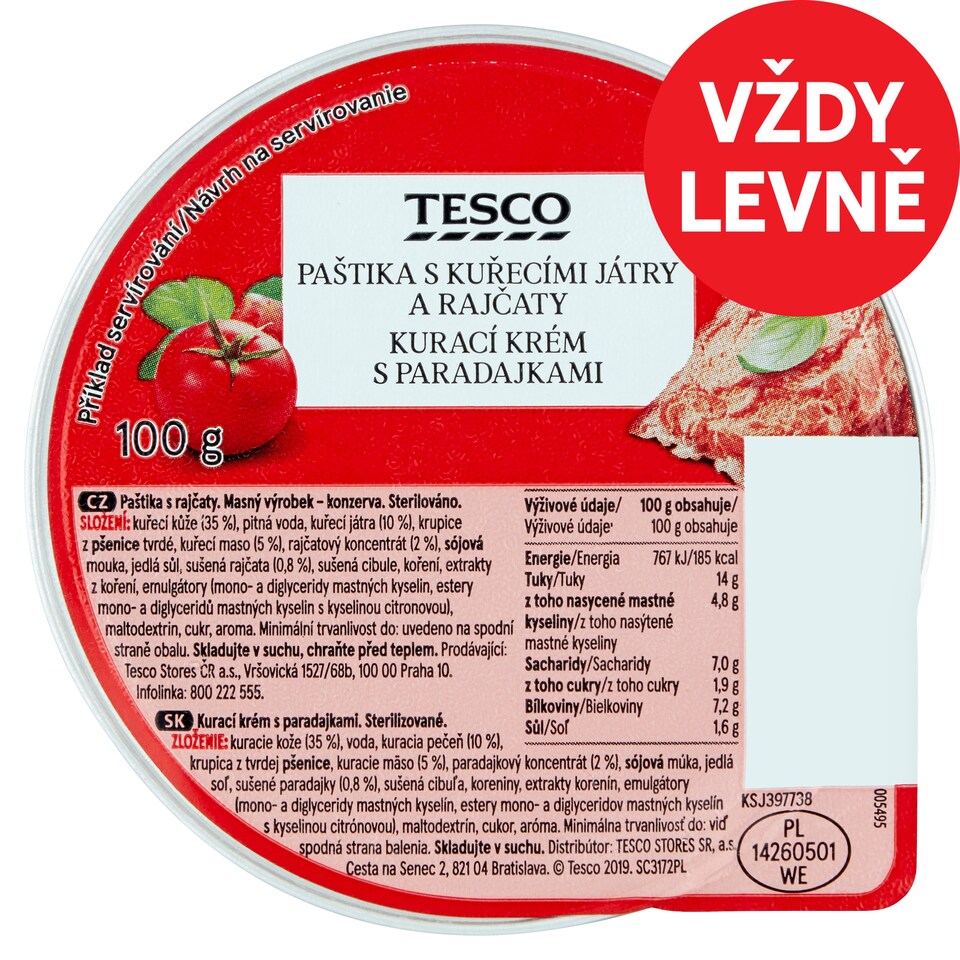 VŽDY
LEVNĚ
Příklad servírování/Návrh na servírovanie
TESCO
PAŠTIKA S KUŘECÍMI JÁTRY
A RAJČATY
KURACÍ KRÉM
S PARADAJKAMI
100 g
CZ Paštika s rajčaty. Masný výrobek – konzerva. Sterilováno.
SLOŽENÍ: kuřecí kůže (35 %), pitná voda, kuřecí játra (10 %), krupice
z pšenice tvrdé, kuřecí maso (5 %), rajčatový koncentrát (2 %), sójová
mouka, jedlá sůl, sušená rajčata (0,8 %), sušená cibule, koření, extrakty
z koření, emulgátory (mono- a diglyceridy mastných kyselin, estery
mono- a diglyceridů mastných kyselin s kyselinou citronovou),
maltodextrin, cukr, aroma. Minimální trvanlivost do: uvedeno na spodní
straně obalu. Skladujte v suchu, chraňte před teplem. Prodávající:
Tesco Stores ČR a.s., Vršovická 1527/68b, 100 00 Praha 10.
Infolinka: 800 222 555.
Výživové údaje/ 100 g obsahuje/
Výživové údaje: 100 g obsahuje
Energie/Energia 767 kJ/185 kcal
Tuky/Tuky 14 g
z toho nasycené mastné 4,8 g
kyseliny/z toho nasýtené
mastné kyseliny
Sacharidy/Sacharidy 7,0 g
z toho cukry/z toho cukry 1,9 g
Bílkoviny/Bielkoviny 7,2 g
Sůl/Soľ 1,6 g
SK Kurací krém s paradajkami. Sterilizované.
ZLOŽENIE: kuracie kože (35 %), voda, kuracia pečeň (10 %),
krupica z tvrdej pšenice, kuracie mäso (5 %), paradajkový koncentrát (2 %), sójová múka, jedlá
soľ, sušené paradajky (0,8 %), sušená cibuľa, koreniny, extrakty korenín, emulgátory
(mono- a diglyceridy mastných kyselín, estery mono- a diglyceridov mastných kyselín
s kyselinou citrónovou), maltodextrín, cukor, aróma. Minimálna trvanlivosť do: viď
spodná strana balenia. Skladujte v suchu. Distribútor: TESCO STORES SR, a.s.
Cesta na Senec 2, 821 04 Bratislava. © Tesco 2019. SC3172PL
KSJ397738
005495
PL
14260501
WE